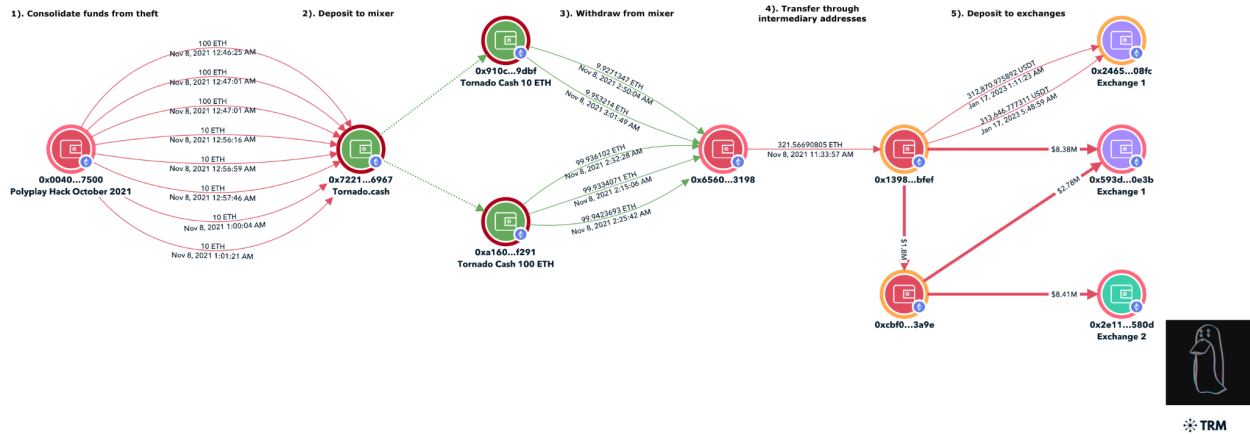 1). Consolidate funds from theft
2). Deposit to mixer
3). Withdraw from mixer
4). Transfer through
intermediary addresses
5). Deposit to exchanges
100 ETH
Nov 8, 2021 12:46:25 AM
100 ETH
Nov 8, 2021 12:47:01 AM
100 ETH
Nov 8, 2021 12:47:01 AM
10 ETH
Nov 8, 2021 12:56:16 AM
10 ETH
Nov 8, 2021 12:56:59 AM
10 ETH
Nov 8, 2021 12:57:46 AM
10 ETH
Nov 8, 2021 1:00:04 AM
10 ETH
Nov 8, 2021 1:01:21 AM
0x0040...7500
Polyplay Hack October 2021
0x7221...6967
Tornado.cash
0x910c...9dbf
Tornado Cash 10 ETH
0xa160...f291
Tornado Cash 100 ETH
9.9271347 ETH
Nov 8, 2021 2:50:04 AM
9.953214 ETH
Nov 8, 2021 3:01:49 AM
99.936102 ETH
Nov 8, 2021 2:32:28 AM
99.9334071 ETH
Nov 8, 2021 2:15:06 AM
99.9423693 ETH
Nov 8, 2021 2:25:42 AM
0x6560...3198
321.56690805 ETH
Nov 8, 2021 11:33:57 AM
0x1398...bfef
312,870.975892 USDT
Jan 17, 2023 1:11:23 AM
313,646.777311 USDT
Jan 17, 2023 5:48:59 AM
0x2465...08fc
Exchange 1
$8.38M
0x593d...0e3b
Exchange 1
$2.78M
$1.8M
0xcbf0...3a9e
$8.41M
0x2e11...580d
Exchange 2
TRM